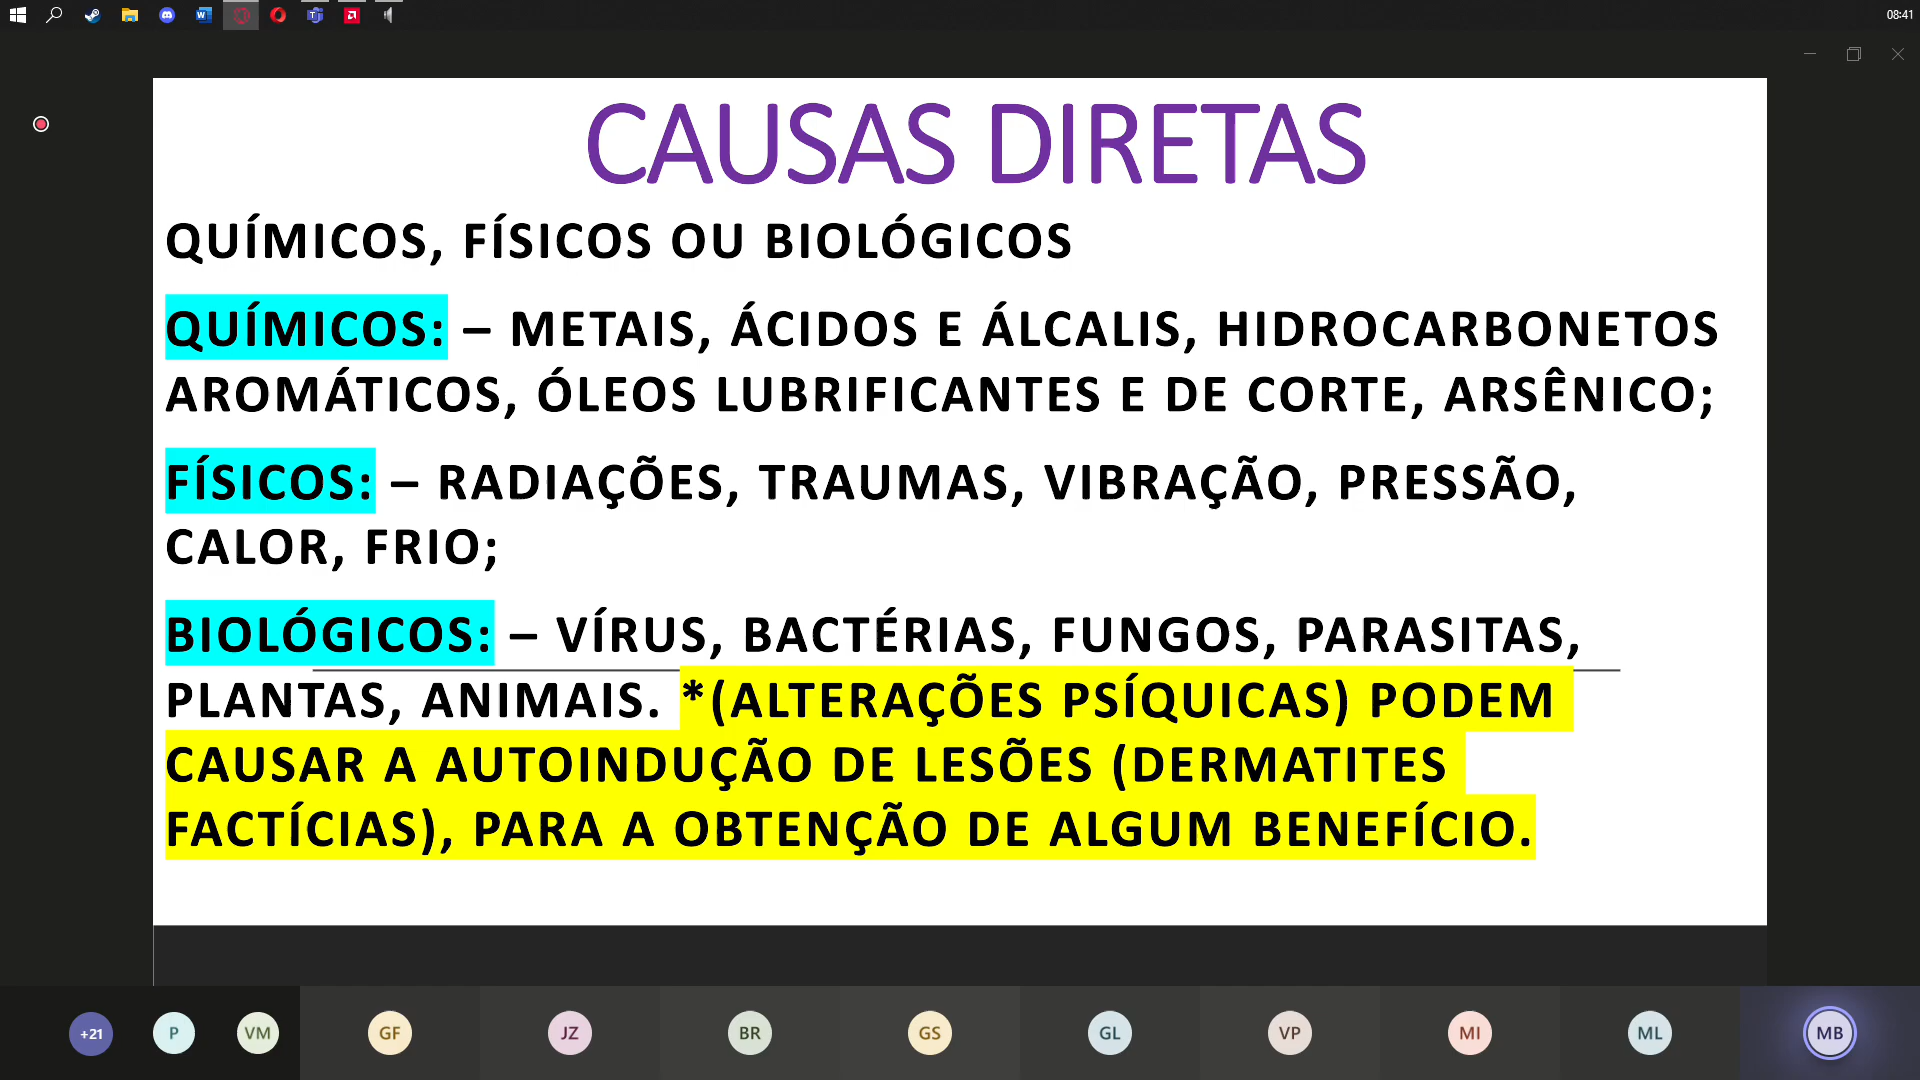 08:41
CAUSAS DIRETAS
QUÍMICOS, FÍSICOS OU BIOLÓGICOS
QUÍMICOS: – METAIS, ÁCIDOS E ÁLCALIS, HIDROCARBONETOS
AROMÁTICOS, ÓLEOS LUBRIFICANTES E DE CORTE, ARSÊNICO;
FÍSICOS: – RADIAÇÕES, TRAUMAS, VIBRAÇÃO, PRESSÃO,
CALOR, FRIO;
BIOLÓGICOS: – VÍRUS, BACTÉRIAS, FUNGOS, PARASITAS,
PLANTAS, ANIMAIS. *(ALTERAÇÕES PSÍQUICAS) PODEM
CAUSAR A AUTOINDUÇÃO DE LESÕES (DERMATITES
FACTÍCIAS), PARA A OBTENÇÃO DE ALGUM BENEFÍCIO.
+21 P VM GF JZ BR GS GL VP MI ML MB